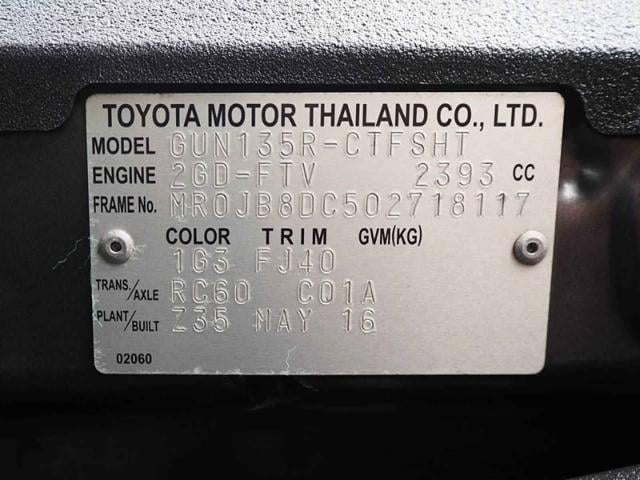 TOYOTA MOTOR THAILAND CO., LTD.
MODEL GUN135R-CTFSHT
ENGINE 2GD-FTV 2393 CC
FRAME No. MR0JB8DC502718117
COLOR TRIM GVM(KG)
1G3 FJ40
TRANS./AXLE RC60 C01A
PLANT/BUILT Z35 MAY 16
02060